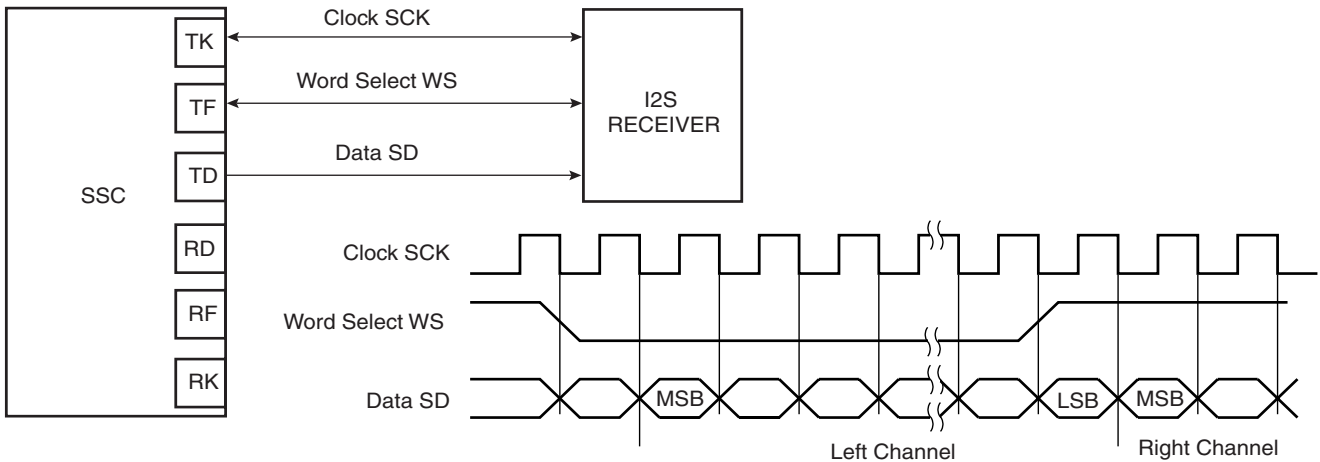 Clock SCK
TK
Word Select WS
TF
I2S
RECEIVER
Data SD
TD
SSC
RD
RF
RK
Clock SCK
Word Select WS
Data SD
MSB
LSB
MSB
Left Channel
Right Channel